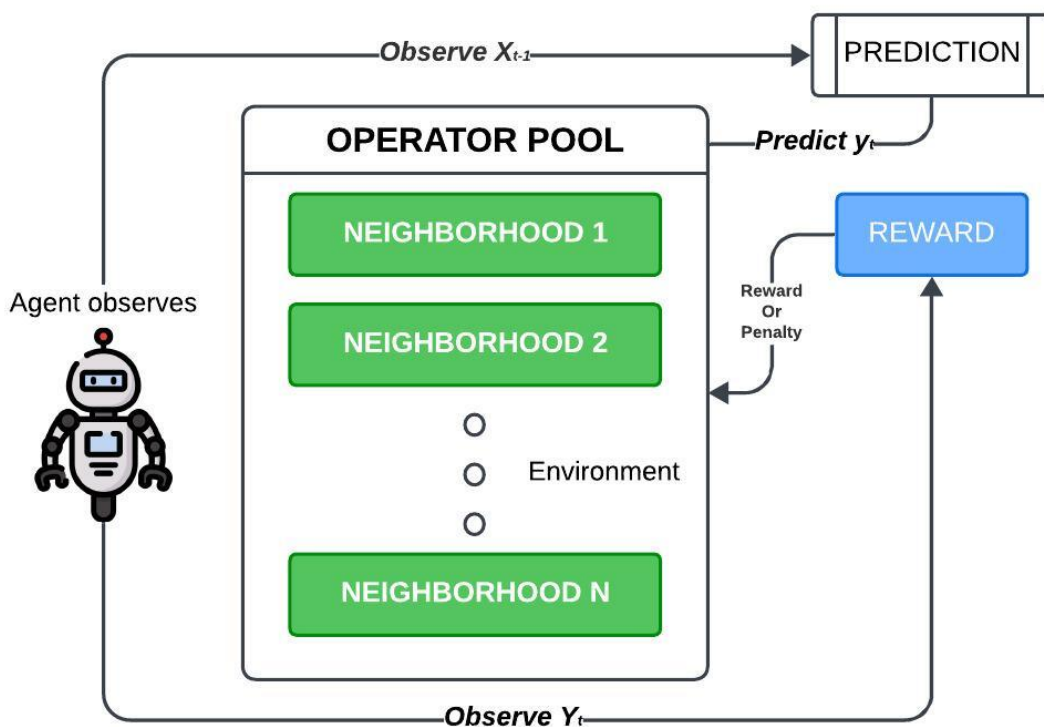 Observe Xt-1
PREDICTION
OPERATOR POOL
Predict yt
NEIGHBORHOOD 1
REWARD
Agent observes
Reward
Or
Penalty
NEIGHBORHOOD 2
Environment
NEIGHBORHOOD N
Observe Yt